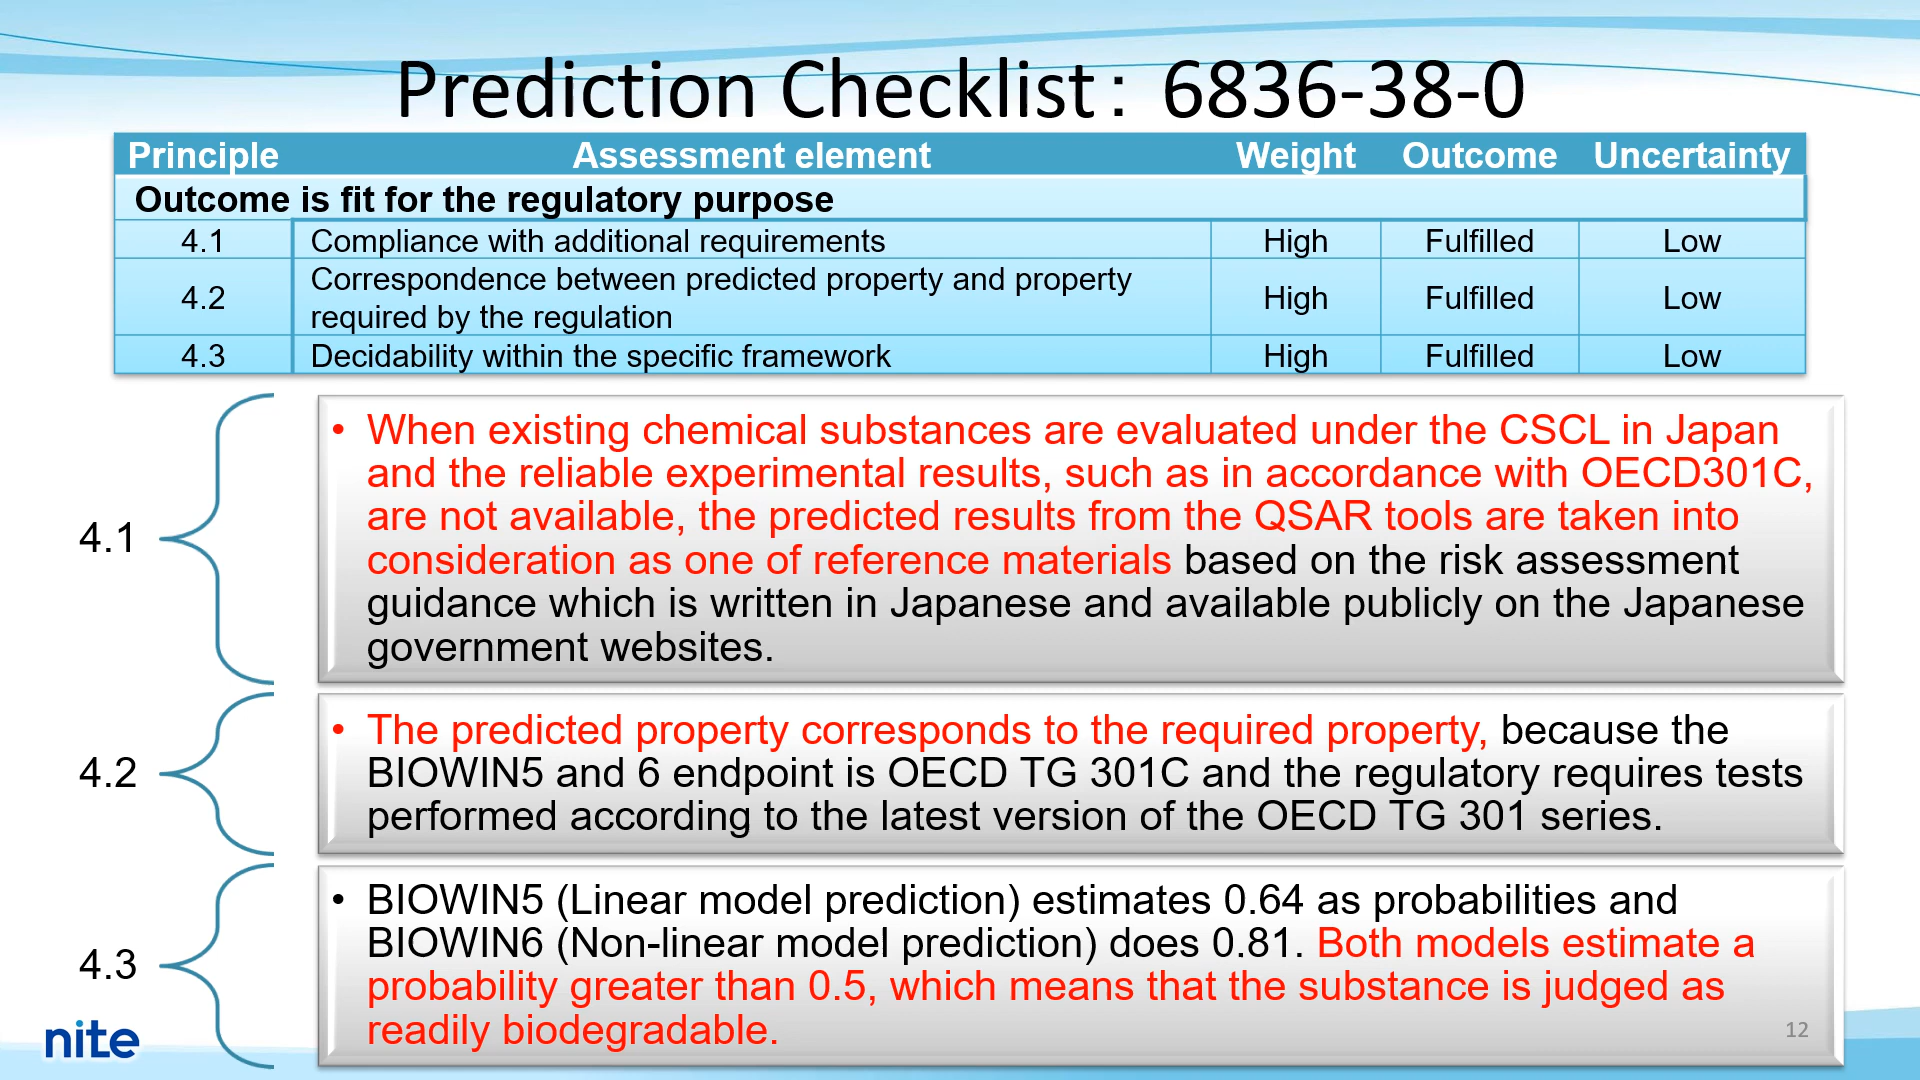 Prediction Checklist： 6836-38-0
Principle Assessment element Weight Outcome Uncertainty
Outcome is fit for the regulatory purpose
4.1 Compliance with additional requirements High Fulfilled Low
4.2 Correspondence between predicted property and property required by the regulation High Fulfilled Low
4.3 Decidability within the specific framework High Fulfilled Low
4.1
• When existing chemical substances are evaluated under the CSCL in Japan
and the reliable experimental results, such as in accordance with OECD301C,
are not available, the predicted results from the QSAR tools are taken into
consideration as one of reference materials based on the risk assessment
guidance which is written in Japanese and available publicly on the Japanese
government websites.
4.2
• The predicted property corresponds to the required property, because the
BIOWIN5 and 6 endpoint is OECD TG 301C and the regulatory requires tests
performed according to the latest version of the OECD TG 301 series.
4.3
• BIOWIN5 (Linear model prediction) estimates 0.64 as probabilities and
BIOWIN6 (Non-linear model prediction) does 0.81. Both models estimate a
probability greater than 0.5, which means that the substance is judged as
readily biodegradable.
nite
12